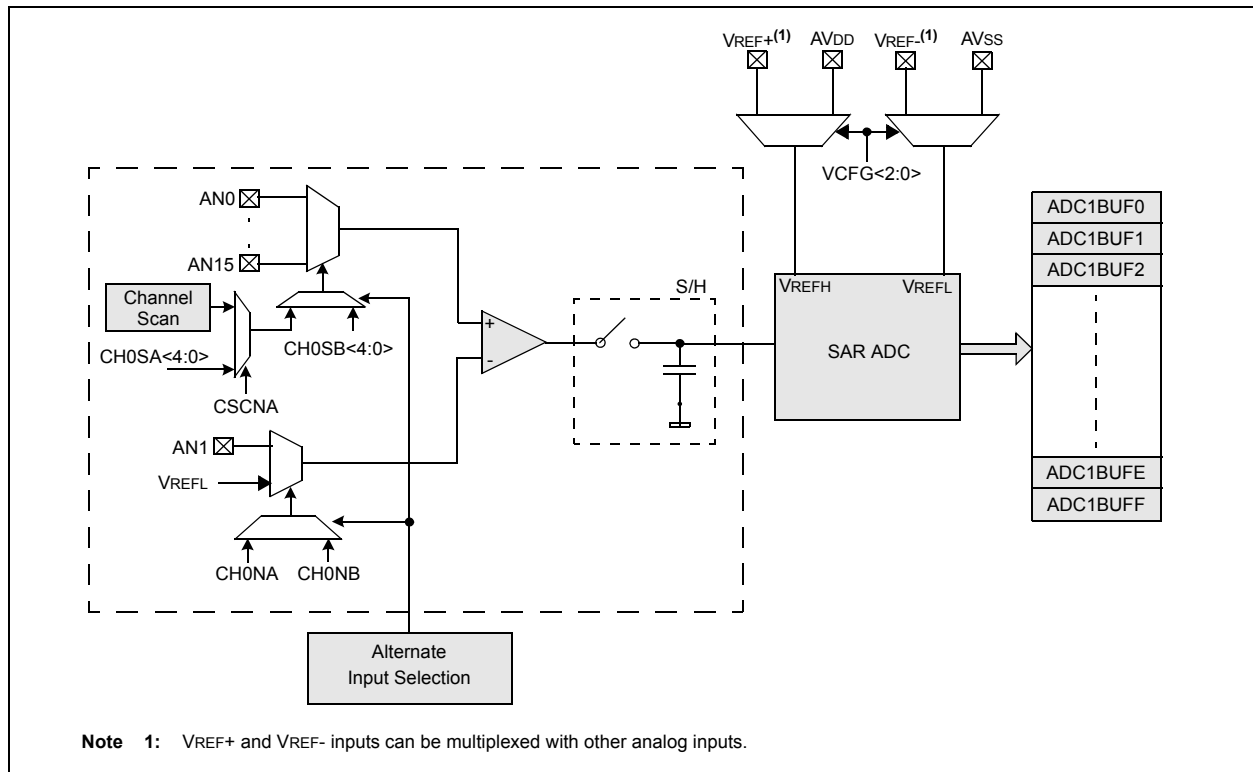 VREF+(1) AVDD VREF-(1) AVSS
VCFG<2:0>
AN0
AN15
Channel
Scan
CH0SA<4:0>
CH0SB<4:0>
CSCNA
AN1
VREFL
CH0NA CH0NB
+
-
S/H
VREFH VREFL
SAR ADC
ADC1BUF0
ADC1BUF1
ADC1BUF2
ADC1BUFE
ADC1BUFF
Alternate
Input Selection
Note 1: VREF+ and VREF- inputs can be multiplexed with other analog inputs.